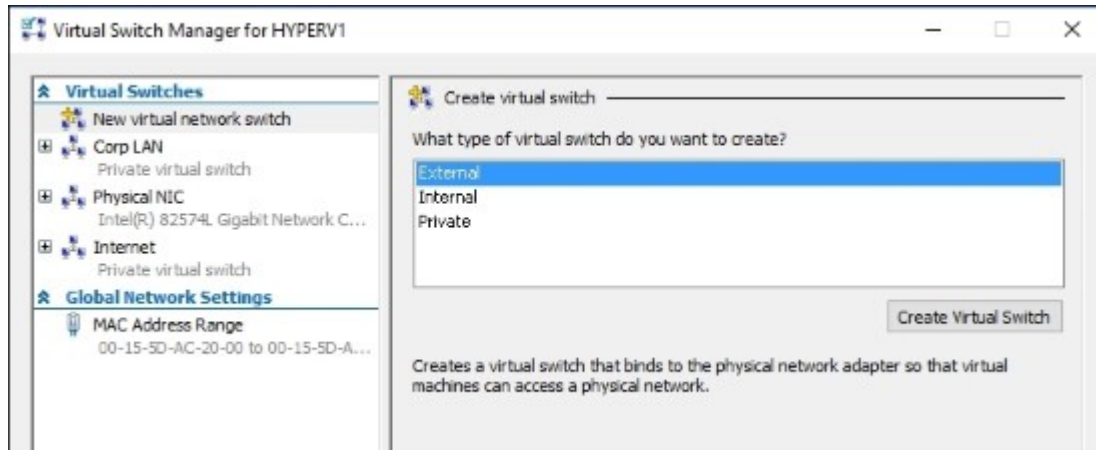 Virtual Switch Manager for HYPERV1
Virtual Switches
New virtual network switch
Corp LAN
Private virtual switch
Physical NIC
Intel(R) 82574L Gigabit Network C...
Internet
Private virtual switch
Global Network Settings
MAC Address Range
00-15-5D-AC-20-00 to 00-15-5D-A...
Create virtual switch
What type of virtual switch do you want to create?
External
Internal
Private
Create Virtual Switch
Creates a virtual switch that binds to the physical network adapter so that virtual
machines can access a physical network.